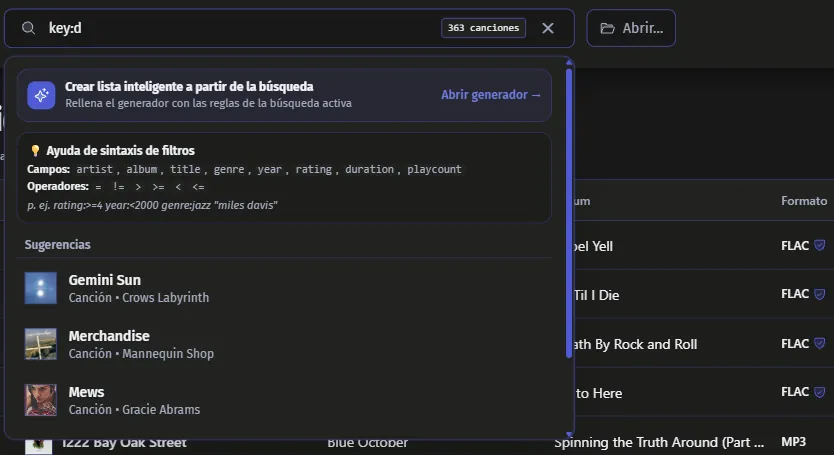 key:d
363 canciones
Abrir...
Crear lista inteligente a partir de la búsqueda
Rellena el generador con las reglas de la búsqueda activa
Abrir generador →
💡 Ayuda de sintaxis de filtros
Campos: artist, album, title, genre, year, rating, duration, playcount
Operadores: = != > >= < <=
p. ej. rating:>=4 year:<2000 genre:jazz "miles davis"
Formato
Sugerencias
Gemini Sun
Canción • Crows Labyrinth
Merchandise
Canción • Mannequin Shop
Mews
Canción • Gracie Abrams
Yell
FLAC
Til I Die
FLAC
By Rock and Roll
FLAC
to Here
FLAC
1222 Bay Oak Street
Blue October
Spinning the Truth Around (Part ...
MP3